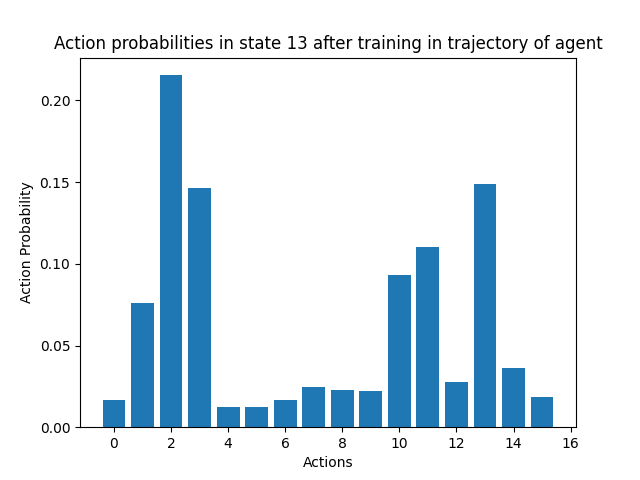 Action probabilities in state 13 after training in trajectory of agent
0.20
0.15
0.10
0.05
0.00
Action Probability
0 2 4 6 8 10 12 14 16
Actions